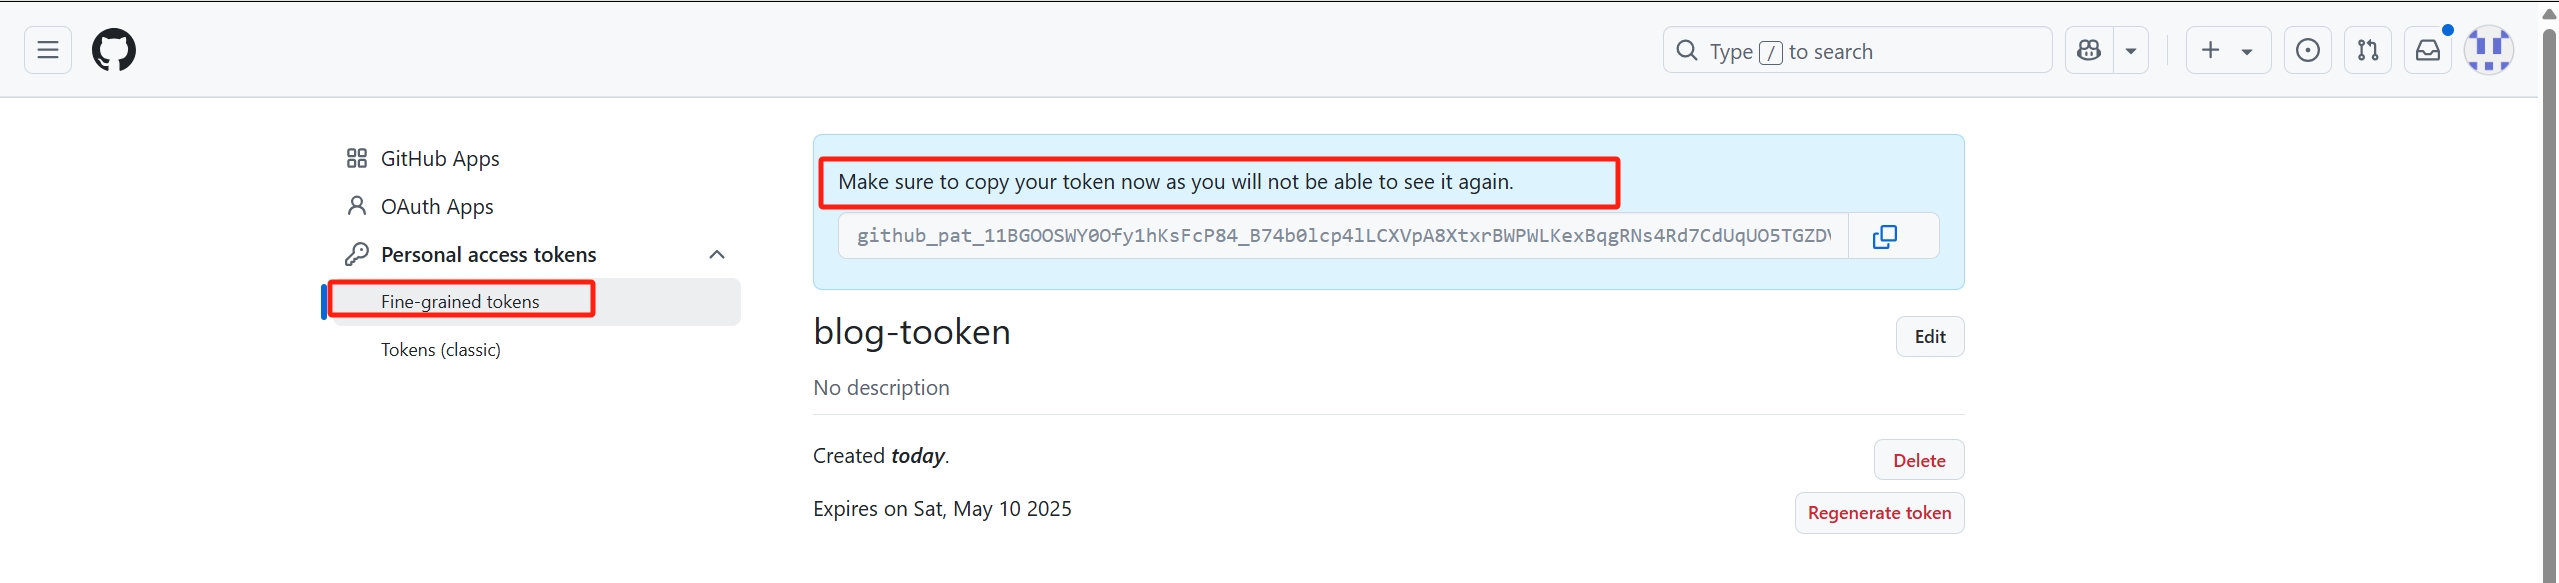 Type / to search
GitHub Apps
OAuth Apps
Personal access tokens
Fine-grained tokens
Tokens (classic)
Make sure to copy your token now as you will not be able to see it again.
github_pat_11BGOOSWY0Ofy1hKsFcP84_B74b0lcp4lLCXVpA8XtxrBWPWLKexBqgRNs4Rd7CdUqUO5TGZD
blog-tooken
Edit
No description
Created today.
Delete
Expires on Sat, May 10 2025
Regenerate token